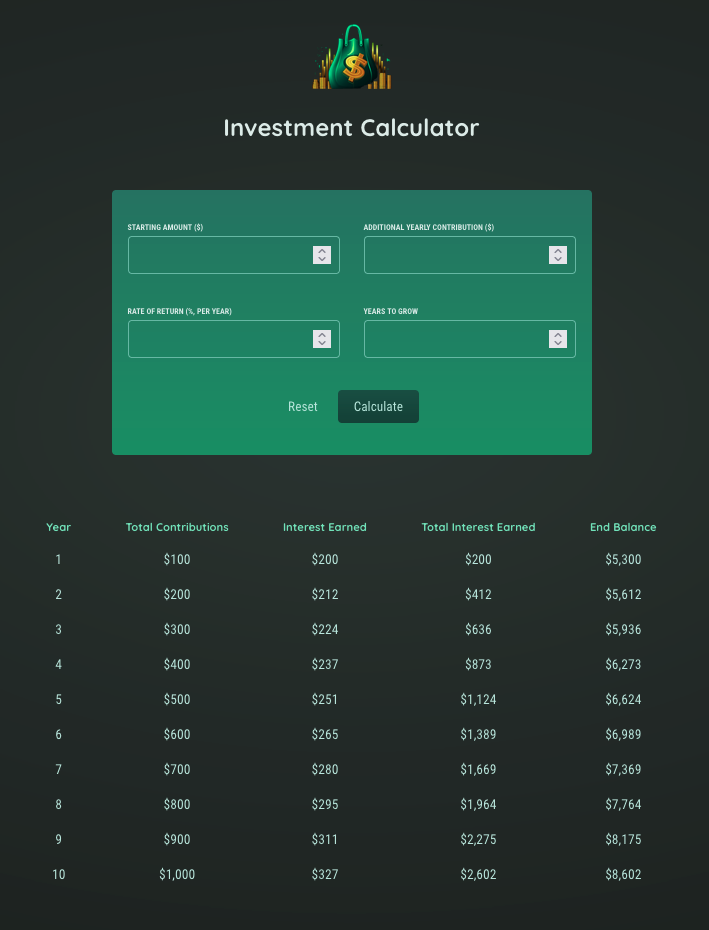 $
Investment Calculator
STARTING AMOUNT ($) ADDITIONAL YEARLY CONTRIBUTION ($)
RATE OF RETURN (%, PER YEAR) YEARS TO GROW
Reset Calculate
Year Total Contributions Interest Earned Total Interest Earned End Balance
1 $100 $200 $200 $5,300
2 $200 $212 $412 $5,612
3 $300 $224 $636 $5,936
4 $400 $237 $873 $6,273
5 $500 $251 $1,124 $6,624
6 $600 $265 $1,389 $6,989
7 $700 $280 $1,669 $7,369
8 $800 $295 $1,964 $7,764
9 $900 $311 $2,275 $8,175
10 $1,000 $327 $2,602 $8,602